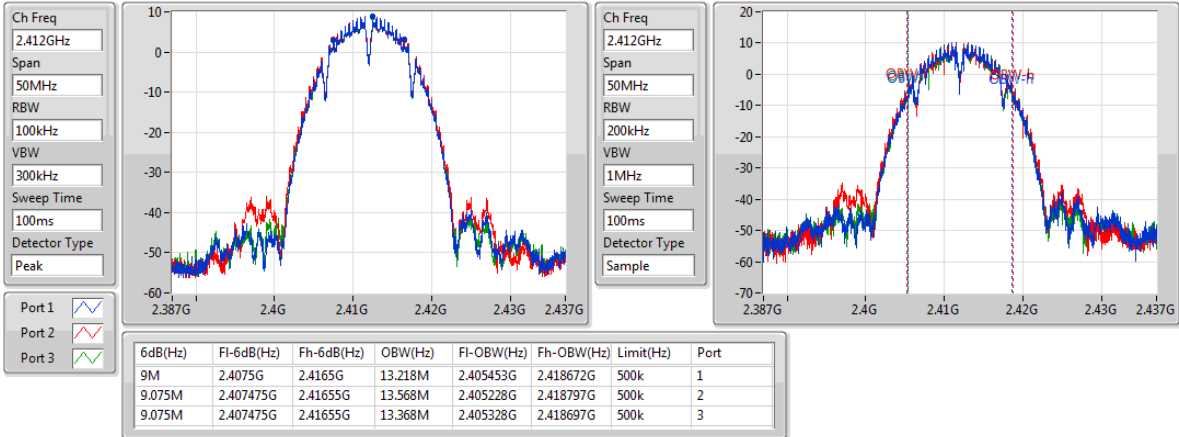 Ch Freq
2.412GHz
Span
50MHz
RBW
100kHz
VBW
300kHz
Sweep Time
100ms
Detector Type
Peak
Port 1
Port 2
Port 3
10
0
-10
-20
-30
-40
-50
-60
2.387G 2.4G 2.41G 2.42G 2.43G 2.437G
Ch Freq
2.412GHz
Span
50MHz
RBW
200kHz
VBW
1MHz
Sweep Time
100ms
Detector Type
Sample
20
10
0
-10
-20
-30
-40
-50
-60
-70
OBW-h
2.387G 2.4G 2.41G 2.42G 2.43G 2.437G
6dB(Hz) Fl-6dB(Hz) Fh-6dB(Hz) OBW(Hz) Fl-OBW(Hz) Fh-OBW(Hz) Limit(Hz) Port
9M 2.4075G 2.4165G 13.218M 2.405453G 2.418672G 500k 1
9.075M 2.407475G 2.41655G 13.568M 2.405228G 2.418797G 500k 2
9.075M 2.407475G 2.41655G 13.368M 2.405328G 2.418697G 500k 3